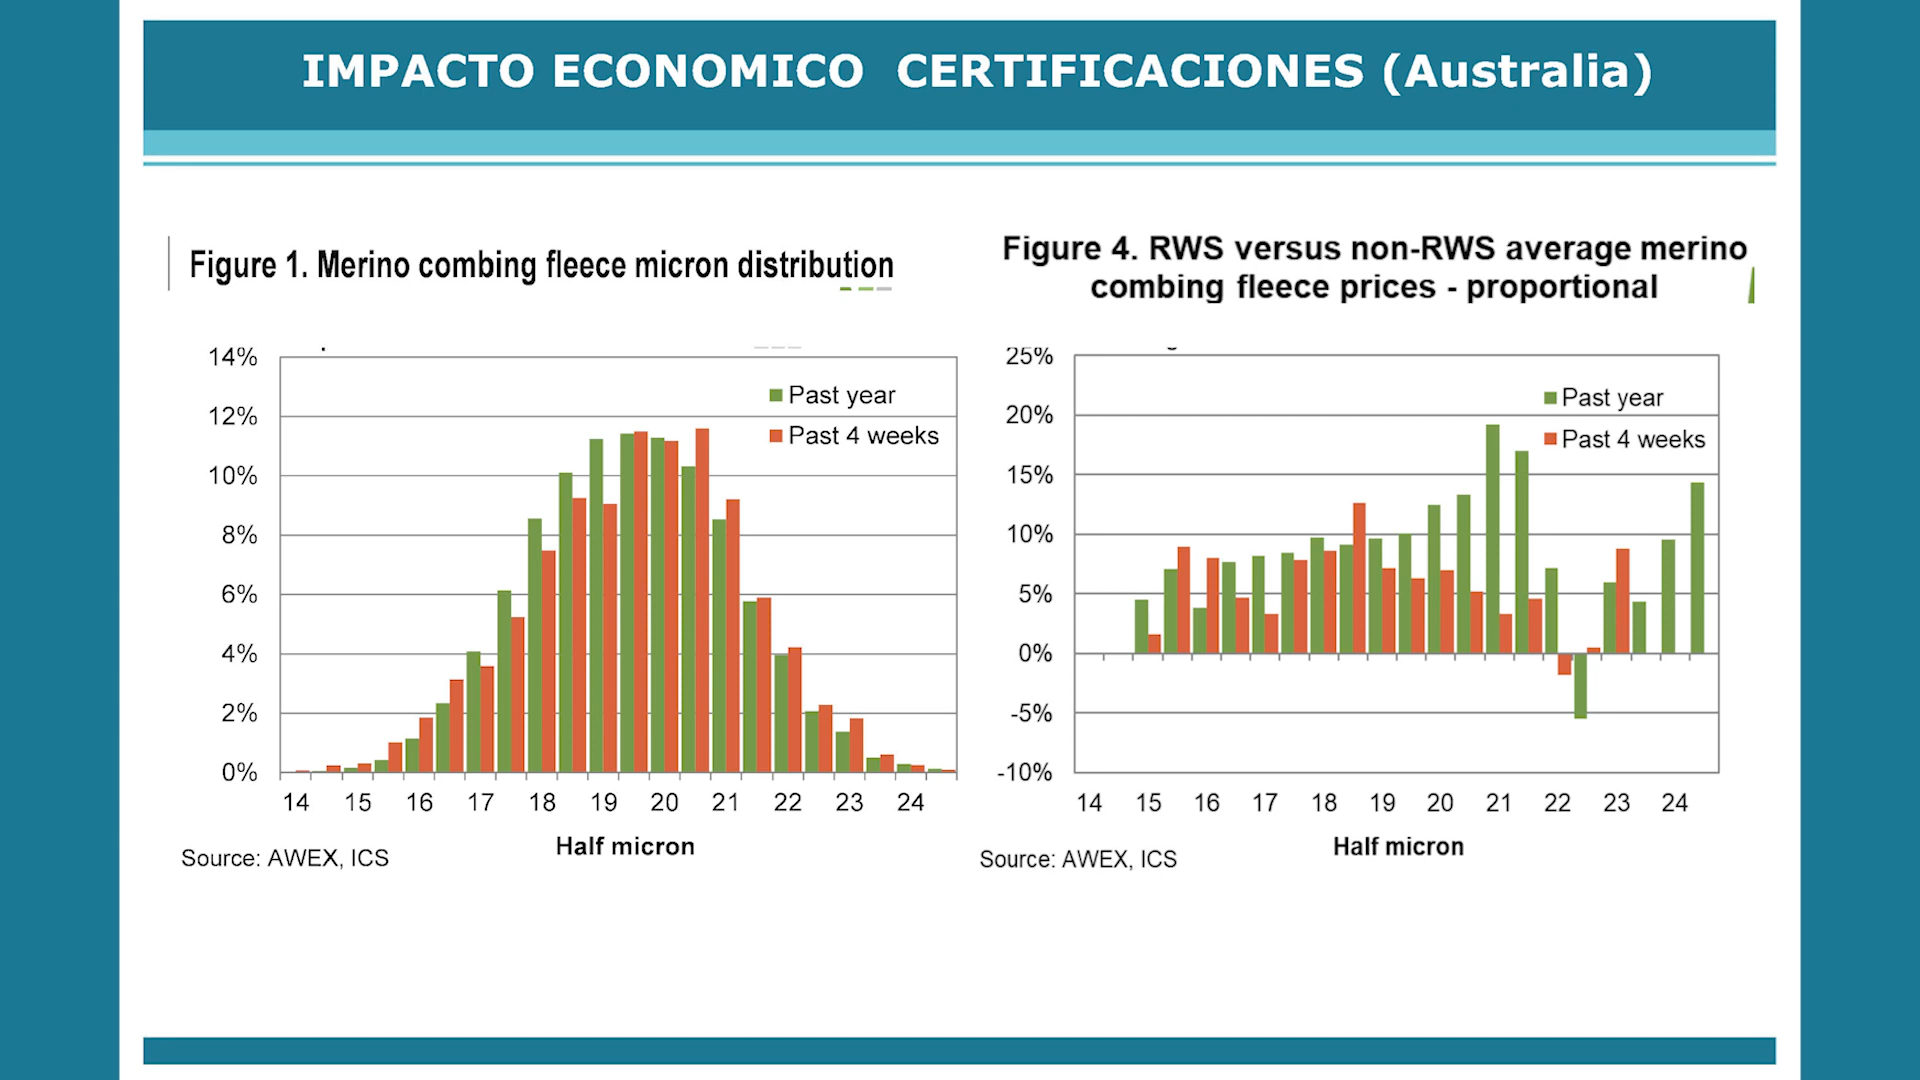 IMPACTO ECONOMICO CERTIFICACIONES (Australia)
Figure 1. Merino combing fleece micron distribution
14%
12%
10%
8%
6%
4%
2%
0%
Past year
Past 4 weeks
14 15 16 17 18 19 20 21 22 23 24
Half micron
Source: AWEX, ICS
Figure 4. RWS versus non-RWS average merino
combing fleece prices - proportional
25%
20%
15%
10%
5%
0%
-5%
-10%
Past year
Past 4 weeks
14 15 16 17 18 19 20 21 22 23 24
Half micron
Source: AWEX, ICS